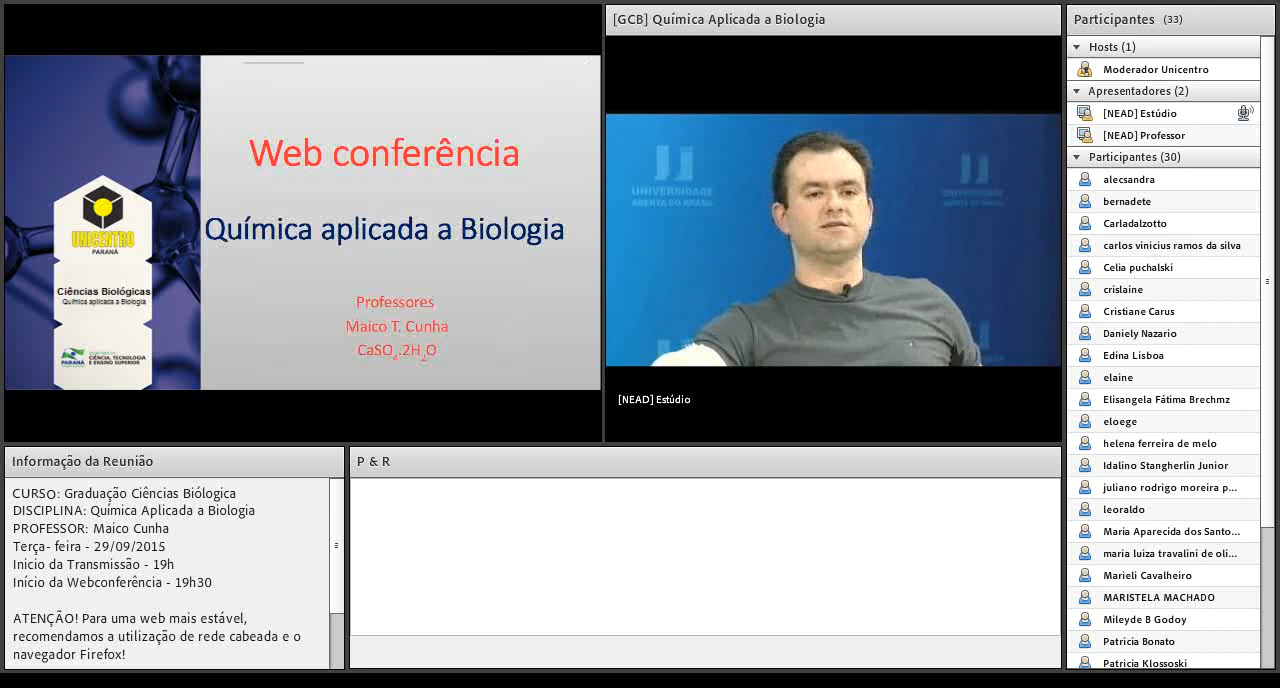 Web conferência
Química aplicada a Biologia
Professores
Maico T. Cunha
CaSO4.2H2O
UNICENTRO
PARANÁ
Ciências Biológicas
Química aplicada a Biologia
PARANÁ
CIÊNCIA, TECNOLOGIA
E ENSINO SUPERIOR
[GCB] Química Aplicada a Biologia
UNIVERSIDADE
ABERTA DO BRASIL
UNIVERSIDADE
ABERTA DO BRASIL
[NEAD] Estúdio
Informação da Reunião
CURSO: Graduação Ciências Biólogica
DISCIPLINA: Química Aplicada a Biologia
PROFESSOR: Maico Cunha
Terça- feira - 29/09/2015
Inicio da Transmissão - 19h
Início da Webconferência - 19h30
ATENÇÃO! Para uma web mais estável,
recomendamos a utilização de rede cabeada e o
navegador Firefox!
P & R
Participantes (33)
Hosts (1)
Moderador Unicentro
Apresentadores (2)
[NEAD] Estúdio
[NEAD] Professor
Participantes (30)
alecsandra
bernadete
Carladalzotto
carlos vinicius ramos da silva
Celia puchalski
crislaine
Cristiane Carus
Daniely Nazario
Edina Lisboa
elaine
Elisangela Fátima Brechmz
eloege
helena ferreira de melo
Idalino Stangherlin Junior
juliano rodrigo moreira p...
leoraldo
Maria Aparecida dos Santo...
maria luiza travalini de oli...
Marieli Cavalheiro
MARISTELA MACHADO
Mileyde B Godoy
Patricia Bonato
Patricia Klossoski